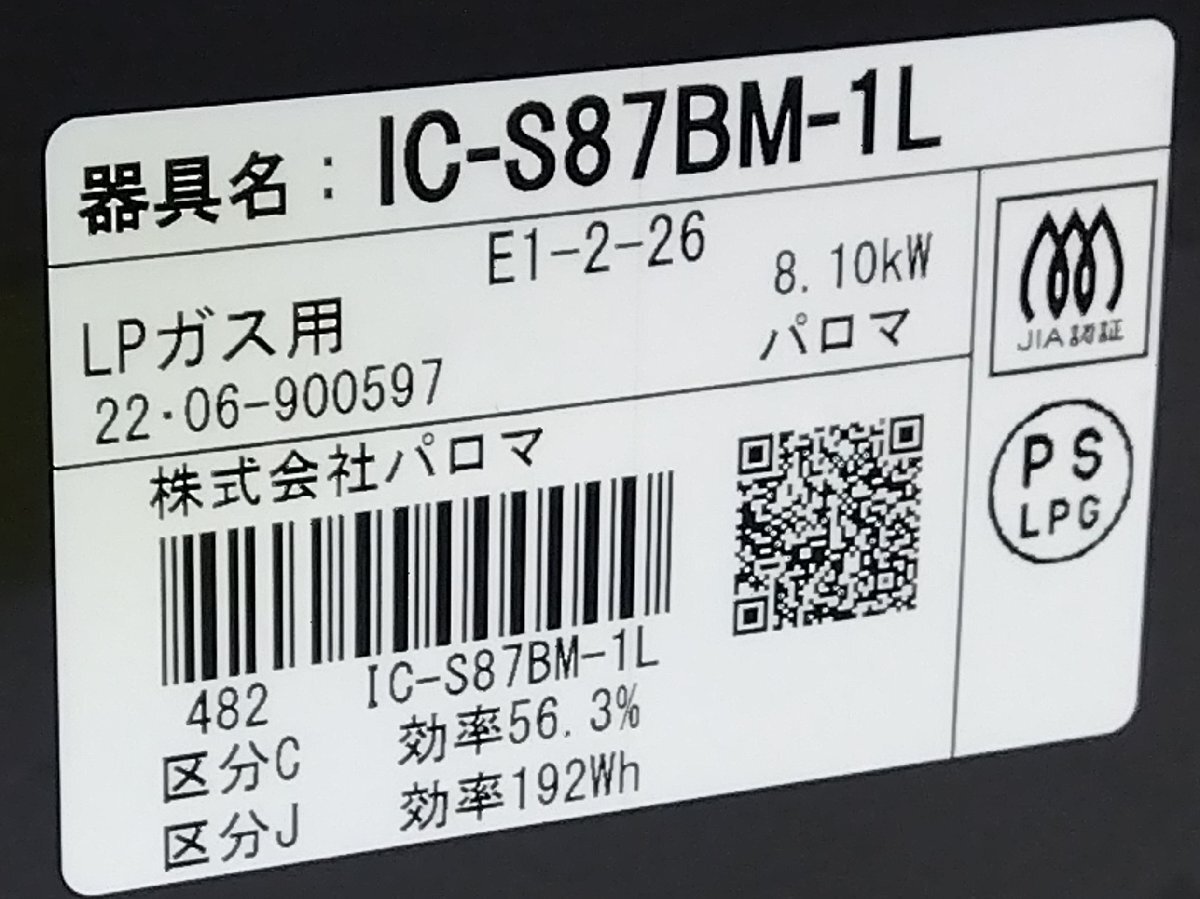 器具名：IC-S87BM-1L
E1-2-26
8.10kW
LPガス用
パロマ
22･06-900597
JIA認証
株式会社パロマ
PS
LPG
482 IC-S87BM-1L
区分C 効率56.3%
区分J 効率192Wh